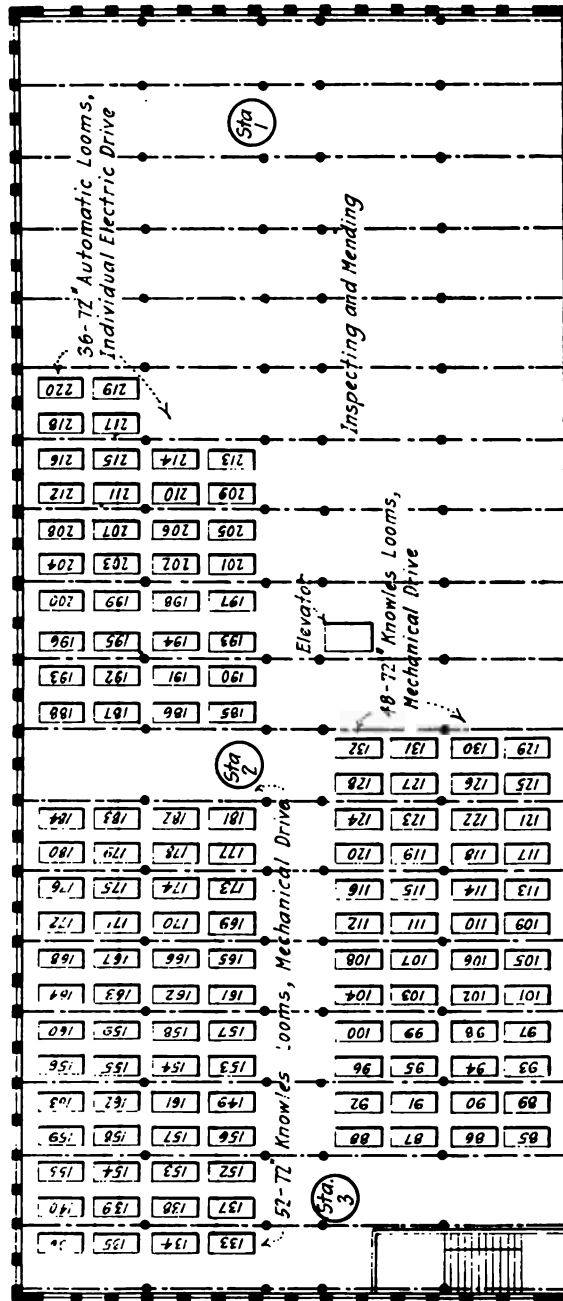 36-72" Automatic Looms,
Individual Electric Drive
Sta
1
Inspecting and Mending
220 219
218 217
216 215 214 213
212 211 210 209
208 207 206 205
204 203 202 201
200 199 198 197
196 195 194 193
193 192 191 190
188 187 186 185
Elevator
48-72" Knowles Looms,
Mechanical Drive
Sta
2
52-72" Knowles Looms, Mechanical Drive
184 183 182 181
180 179 178 177
176 175 174 173
172 171 170 169
168 167 166 165
164 163 162 161
160 159 158 157
156 155 154 153
163 162 161 149
159 158 157 156
155 154 153 152
140 139 138 137
135 134 133
132 131 130 129
128 127 126 125
124 123 122 121
120 119 118 117
116 115 114 113
112 111 110 109
108 107 106 105
104 103 102 101
100 99 98 97
96 95 94 93
92 91 90 89
88 87 86 85
Sta.
3